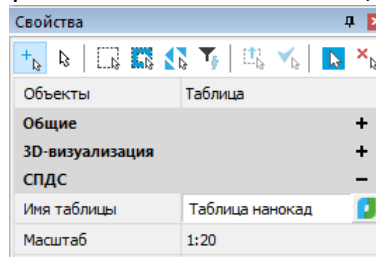 Свойства
Объекты Таблица
Общие +
3D-визуализация +
СПДС −
Имя таблицы Таблица нанокад
Масштаб 1:20